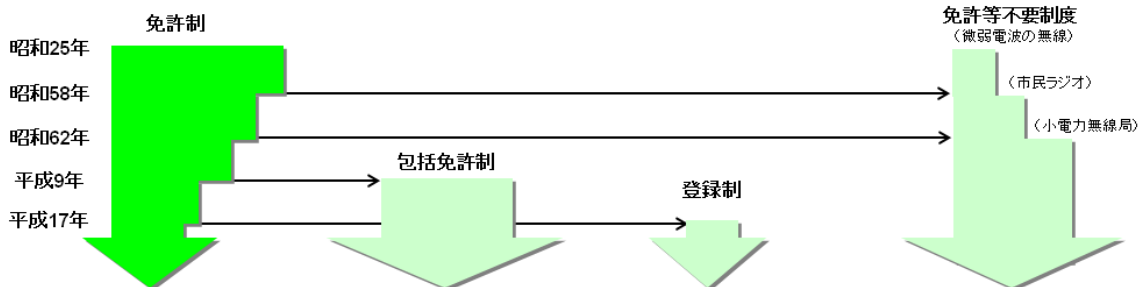 免許制
免許等不要制度
（微弱電波の無線）
昭和25年
昭和58年
（市民ラジオ）
昭和62年
（小電力無線局）
包括免許制
平成9年
登録制
平成17年